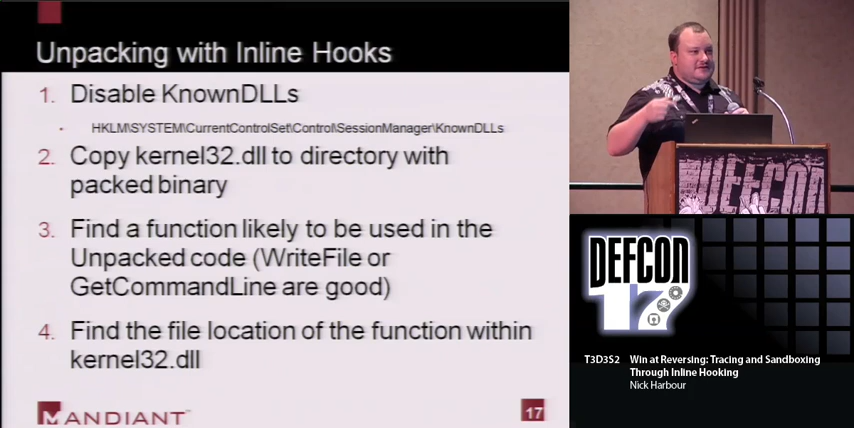 Unpacking with Inline Hooks
1. Disable KnownDLLs
• HKLM\SYSTEM\CurrentControlSet\Control\SessionManager\KnownDLLs
2. Copy kernel32.dll to directory with
packed binary
3. Find a function likely to be used in the
Unpacked code (WriteFile or
GetCommandLine are good)
4. Find the file location of the function within
kernel32.dll
MANDIANT
17
DEFCON
DEFCON
17
T3D3S2 Win at Reversing: Tracing and Sandboxing
Through Inline Hooking
Nick Harbour